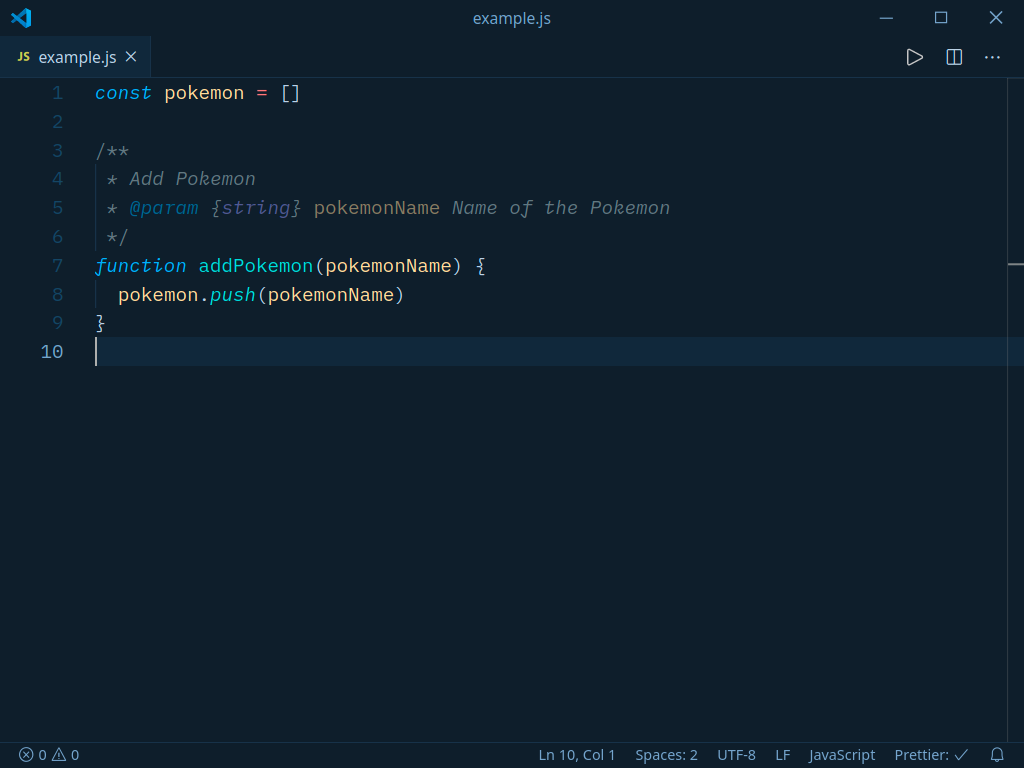 example.js
JS example.js
1 const pokemon = []
2
3 /**
4 * Add Pokemon
5 * @param {string} pokemonName Name of the Pokemon
6 */
7 function addPokemon(pokemonName) {
8 pokemon.push(pokemonName)
9 }
10
0 0 Ln 10, Col 1 Spaces: 2 UTF-8 LF JavaScript Prettier: ✓